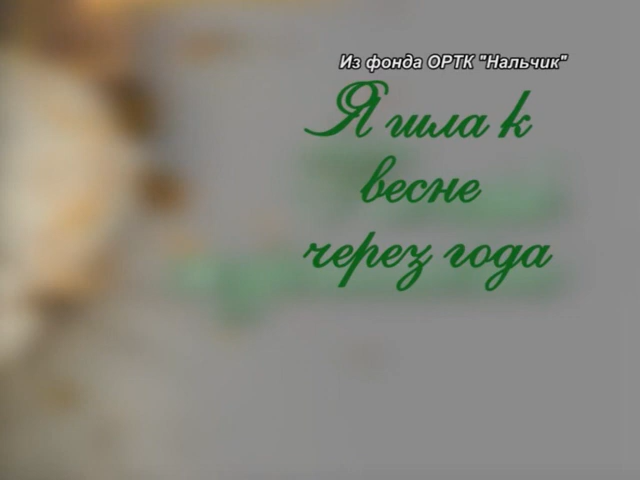 Из фонда ОРТК "Нальчик"
Я шла к
весне
через года